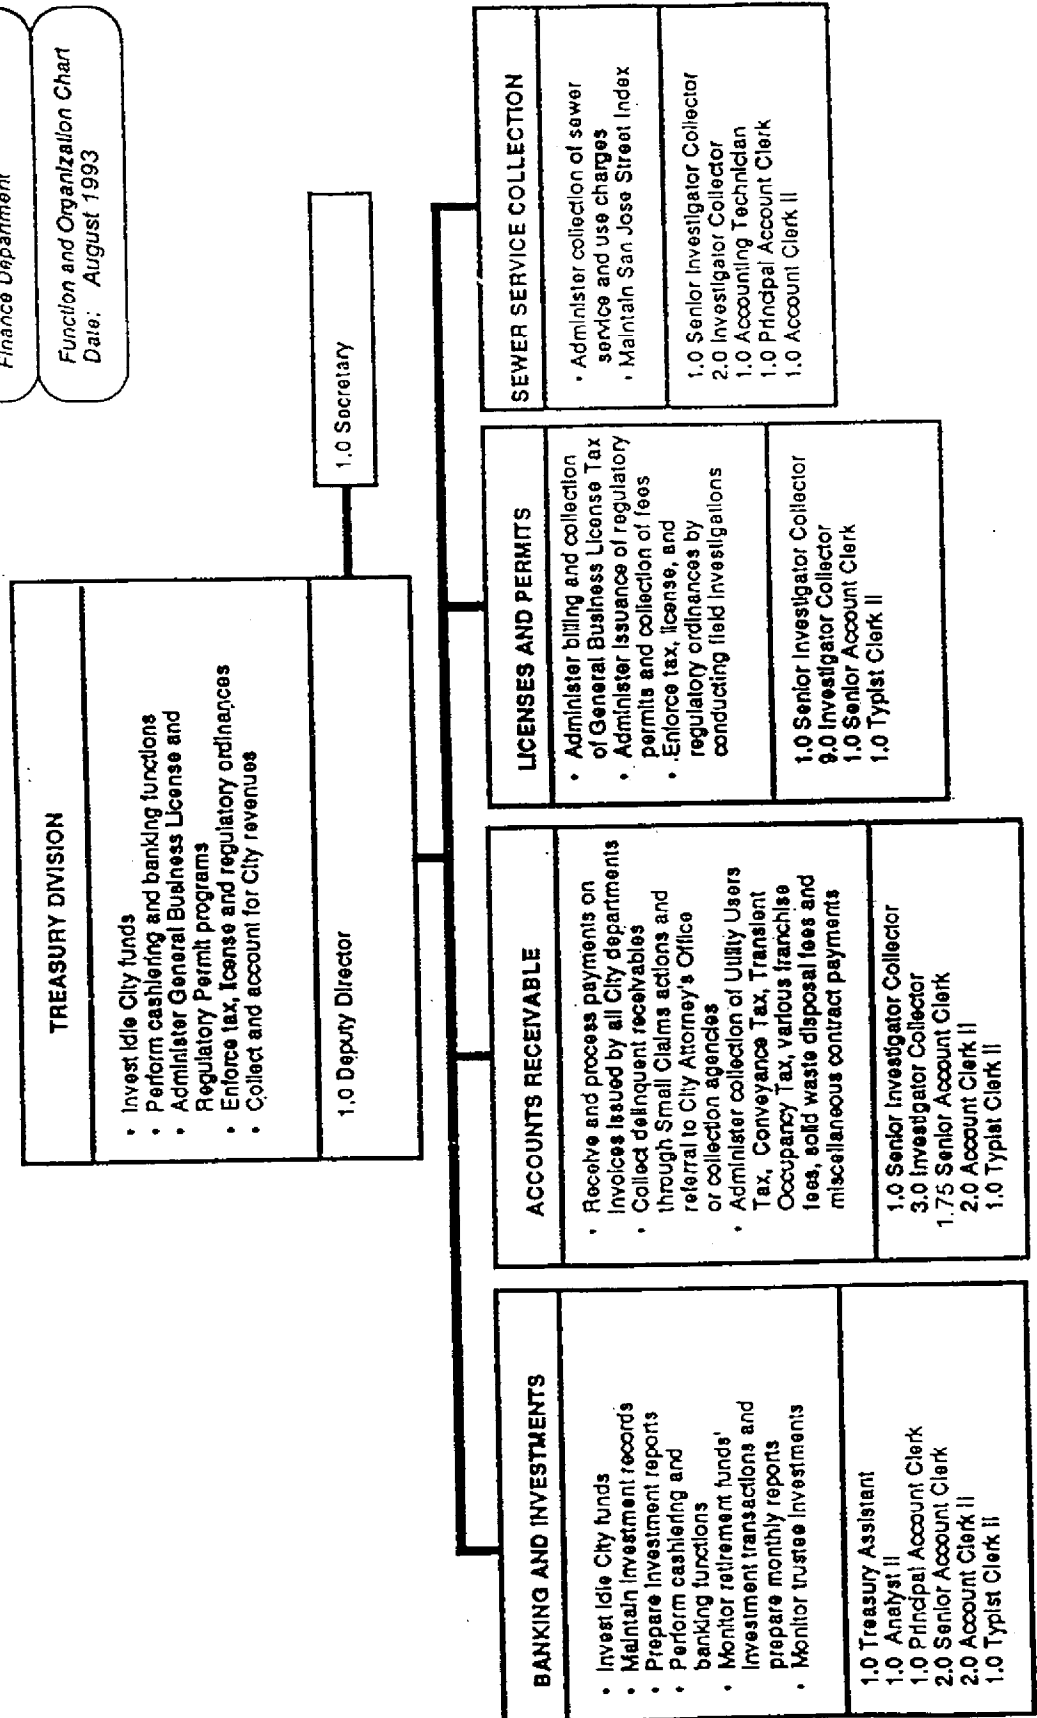 Finance Department
Function and Organization Chart
Date: August 1993
TREASURY DIVISION
• Invest Idle City funds
• Perform cashiering and banking functions
• Administer General Business License and
Regulatory Permit programs
• Enforce tax, license and regulatory ordinances
• Collect and account for City revenues
1.0 Deputy Director
1.0 Secretary
BANKING AND INVESTMENTS
• Invest Idle City funds
• Maintain Investment records
• Prepare Investment reports
• Perform cashiering and
banking functions
• Monitor retirement funds'
Investment transactions and
prepare monthly reports
• Monitor trustee Investments
1.0 Treasury Assistant
1.0 Analyst II
1.0 Principal Account Clerk
2.0 Senior Account Clerk
2.0 Account Clerk II
1.0 Typist Clerk II
ACCOUNTS RECEIVABLE
• Receive and process payments on
Invoices Issued by all City departments
• Collect delinquent receivables
through Small Claims actions and
referral to City Attorney's Office
or collection agencies
• Administer collection of Utility Users
Tax, Conveyance Tax, Transient
Occupancy Tax, various franchise
fees, solid waste disposal fees and
miscellaneous contract payments
1.0 Senior Investigator Collector
3.0 Investigator Collector
1.75 Senior Account Clerk
2.0 Account Clerk II
1.0 Typist Clerk II
LICENSES AND PERMITS
• Administer billing and collection
of General Business License Tax
• Administer Issuance of regulatory
permits and collection of fees
• Enforce tax, license, and
regulatory ordinances by
conducting field Investigations
1.0 Senior Investigator Collector
9.0 Investigator Collector
1.0 Senior Account Clerk
1.0 Typist Clerk II
SEWER SERVICE COLLECTION
• Administer collection of sewer
service and use charges
• Maintain San Jose Street Index
1.0 Senior Investigator Collector
2.0 Investigator Collector
1.0 Accounting Technician
1.0 Principal Account Clerk
1.0 Account Clerk II